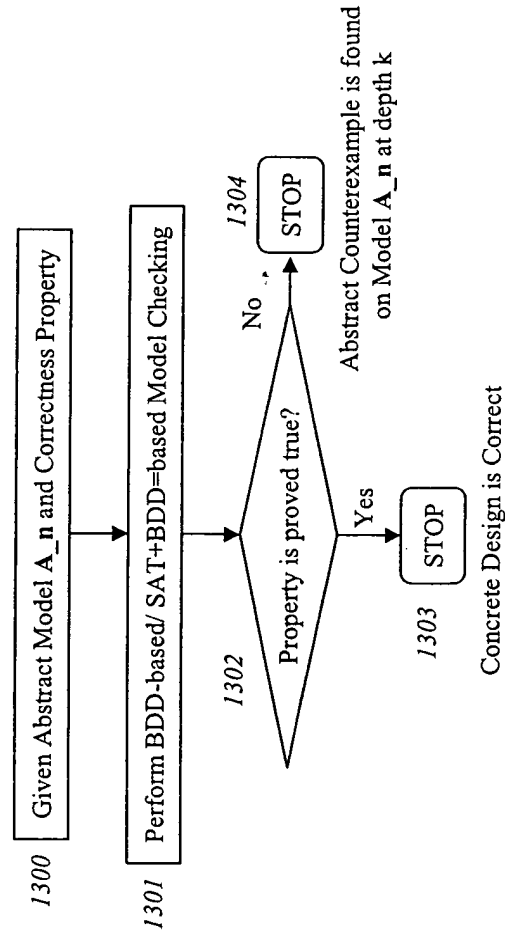 1300
Given Abstract Model A_n and Correctness Property
1301
Perform BDD-based/ SAT+BDD=based Model Checking
1302
Property is proved true?
No
1304
STOP
Abstract Counterexample is found
on Model A_n at depth k
Yes
1303
STOP
Concrete Design is Correct